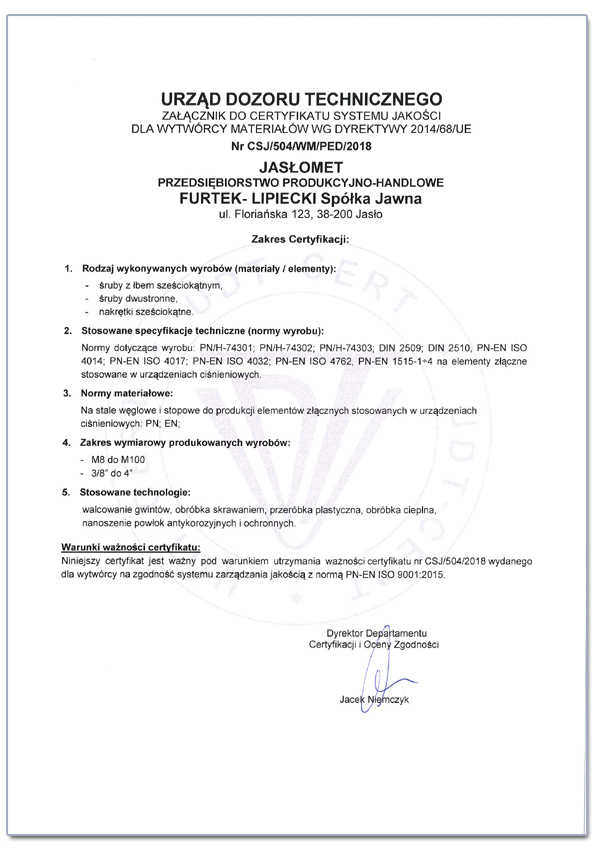 URZĄD DOZORU TECHNICZNEGO
ZAŁĄCZNIK DO CERTYFIKATU SYSTEMU JAKOŚCI
DLA WYTWÓRCY MATERIAŁÓW WG DYREKTYWY 2014/68/UE
Nr CSJ/504/WM/PED/2018
JASŁOMET
PRZEDSIĘBIORSTWO PRODUKCYJNO-HANDLOWE
FURTEK- LIPIECKI Spółka Jawna
ul. Floriańska 123, 38-200 Jasło
Zakres Certyfikacji:
1. Rodzaj wykonywanych wyrobów (materiały / elementy):
- śruby z łbem sześciokątnym,
- śruby dwustronne,
- nakrętki sześciokątne.
2. Stosowane specyfikacje techniczne (normy wyrobu):
Normy dotyczące wyrobu: PN/H-74301; PN/H-74302; PN/H-74303; DIN 2509; DIN 2510, PN-EN ISO
4014; PN-EN ISO 4017; PN-EN ISO 4032; PN-EN ISO 4762, PN-EN 1515-1÷4 na elementy złączne
stosowane w urządzeniach ciśnieniowych.
3. Normy materiałowe:
Na stale węglowe i stopowe do produkcji elementów złącznych stosowanych w urządzeniach
ciśnieniowych: PN; EN;
4. Zakres wymiarowy produkowanych wyrobów:
- M8 do M100
- 3/8" do 4"
5. Stosowane technologie:
walcowanie gwintów, obróbka skrawaniem, przeróbka plastyczna, obróbka cieplna,
nanoszenie powłok antykorozyjnych i ochronnych.
Warunki ważności certyfikatu:
Niniejszy certyfikat jest ważny pod warunkiem utrzymania ważności certyfikatu nr CSJ/504/2018 wydanego
dla wytwórcy na zgodność systemu zarządzania jakością z normą PN-EN ISO 9001:2015.
Dyrektor Departamentu
Certyfikacji i Oceny Zgodności
Jacek Niemczyk